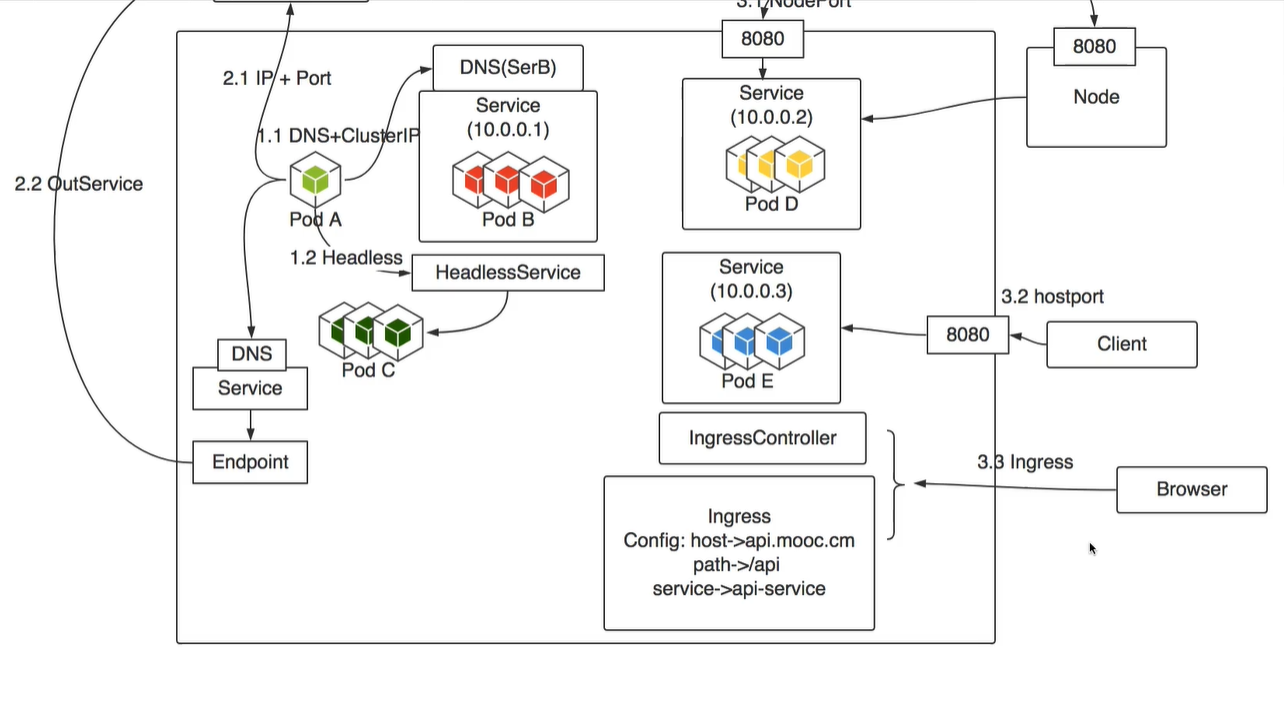 3.1 NodePort
8080
8080
Node
DNS(SerB)
2.1 IP + Port
Service
(10.0.0.1)
Pod B
Service
(10.0.0.2)
Pod D
1.1 DNS+ClusterIP
2.2 OutService
Pod A
1.2 Headless
HeadlessService
Pod C
Service
(10.0.0.3)
Pod E
3.2 hostport
8080
Client
DNS
Service
Endpoint
IngressController
3.3 Ingress
Browser
Ingress
Config: host->api.mooc.cm
path->/api
service->api-service